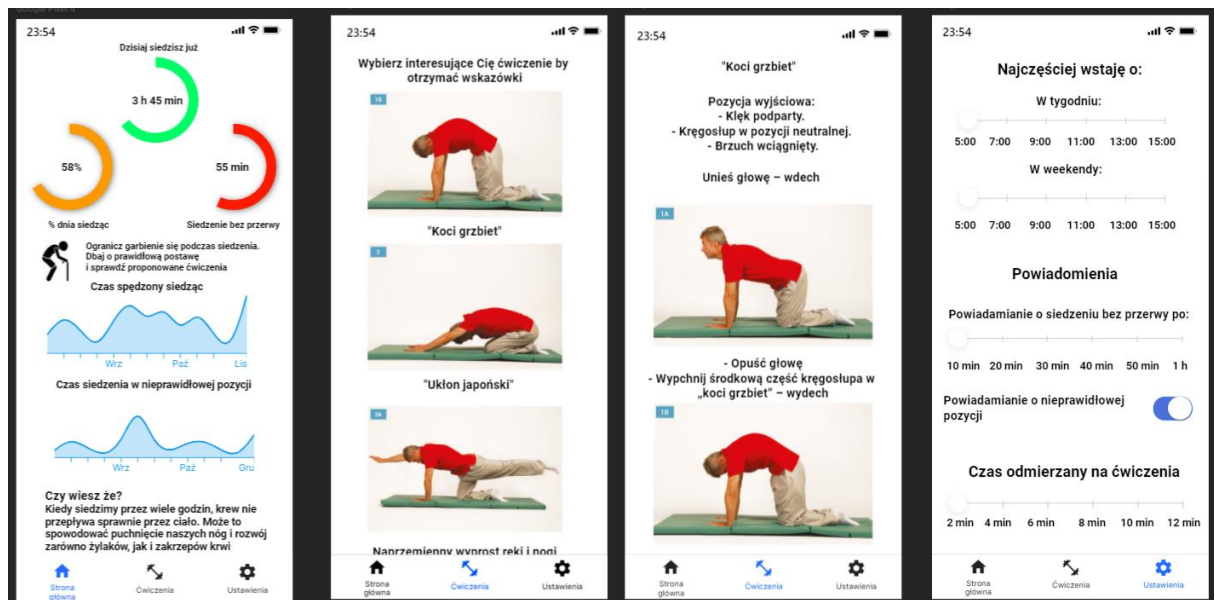 Google Pixel 4
23:54
Dzisiaj siedzisz już
3 h 45 min
58%
55 min
% dnia siedząc
Siedzenie bez przerwy
Ogranicz garbienie się podczas siedzenia.
Dbaj o prawidłową postawę
i sprawdź proponowane ćwiczenia
Czas spędzony siedząc
Wrz Paź Lis
Czas siedzenia w nieprawidłowej pozycji
Wrz Paź Gru
Czy wiesz że?
Kiedy siedzimy przez wiele godzin, krew nie
przepływa sprawnie przez ciało. Może to
spowodować puchnięcie naszych nóg i rozwój
zarówno żylaków, jak i zakrzepów krwi
Strona
główna
Ćwiczenia
Ustawienia
23:54
Wybierz interesujące Cię ćwiczenie by
otrzymać wskazówki
1B
"Koci grzbiet"
2
"Ukłon japoński"
3A
Naprzemienny wyprost ręki i nogi
Strona
główna
Ćwiczenia
Ustawienia
23:54
"Koci grzbiet"
Pozycja wyjściowa:
- Klęk podparty.
- Kręgosłup w pozycji neutralnej.
- Brzuch wciągnięty.
Unieś głowę – wdech
1A
- Opuść głowę
- Wypchnij środkową część kręgosłupa w
„koci grzbiet” – wydech
1B
Strona
główna
Ćwiczenia
Ustawienia
23:54
Najczęściej wstaję o:
W tygodniu:
5:00 7:00 9:00 11:00 13:00 15:00
W weekendy:
5:00 7:00 9:00 11:00 13:00 15:00
Powiadomienia
Powiadamianie o siedzeniu bez przerwy po:
10 min 20 min 30 min 40 min 50 min 1 h
Powiadamianie o nieprawidłowej
pozycji
Czas odmierzany na ćwiczenia
2 min 4 min 6 min 8 min 10 min 12 min
Strona
główna
Ćwiczenia
Ustawienia